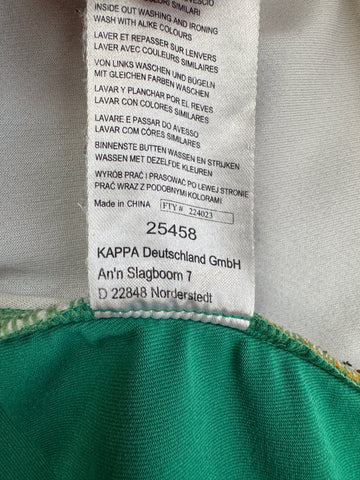 INSIDE OUT WASHING AND IRONING
WASH WITH ALIKE COLOURS
LAVER ET REPASSER SUR L'ENVERS
LAVER AVEC COULEURS SIMILAIRES
VON LINKS WASCHEN UND BÜGELN
MIT GLEICHEN FARBEN WASCHEN
LAVAR Y PLANCHAR POR EL REVES
LAVAR CON COLORES SIMILARES
LAVARE E PASSAR DO AVESSO
LAVAR COM CÓRES SIMILARES
BINNENSTE BUTTEN WASSEN EN STRIJKEN
WASSEN MET DEZELFDE KLEUREN
WYRÓB PRAĆ I PRASOWAĆ PO LEWEJ STRONIE
PRAĆ WRAZ Z PODOBNYMI KOLORAMI
Made in CHINA FTY# 224023
25458
KAPPA Deutschland GmbH
An'n Slagboom 7
D 22848 Norderstedt